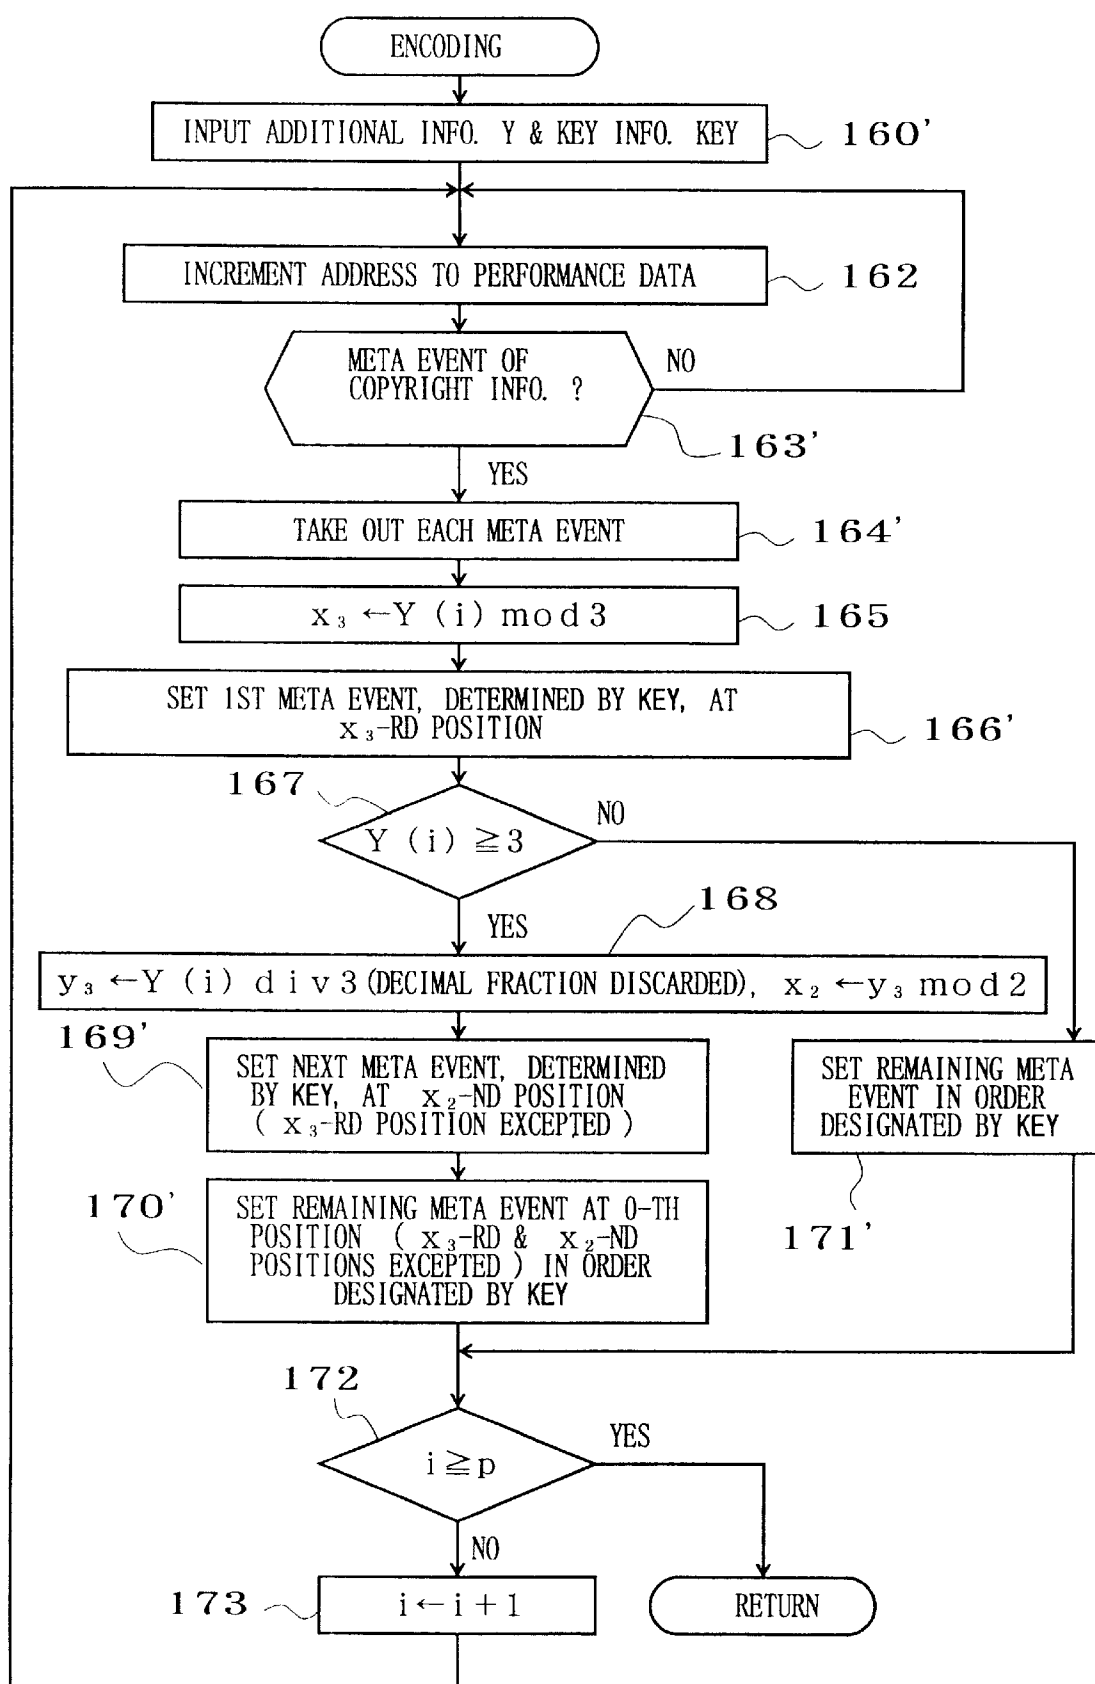 ENCODING
INPUT ADDITIONAL INFO. Y & KEY INFO. KEY
160'
INCREMENT ADDRESS TO PERFORMANCE DATA
162
META EVENT OF
COPYRIGHT INFO. ?
NO
163'
YES
TAKE OUT EACH META EVENT
164'
x₃ ←Y (i) mod3
165
SET 1ST META EVENT, DETERMINED BY KEY, AT
x₃-RD POSITION
166'
167
NO
Y (i) ≧3
168
YES
y₃ ←Y (i) div3 (DECIMAL FRACTION DISCARDED), x₂ ←y₃ mod2
169'
SET NEXT META EVENT, DETERMINED
BY KEY, AT x₂-ND POSITION
( x₃-RD POSITION EXCEPTED )
SET REMAINING META
EVENT IN ORDER
DESIGNATED BY KEY
171'
170'
SET REMAINING META EVENT AT 0-TH
POSITION ( x₃-RD & x₂-ND
POSITIONS EXCEPTED ) IN ORDER
DESIGNATED BY KEY
172
YES
i ≧p
NO
173
i ← i + 1
RETURN